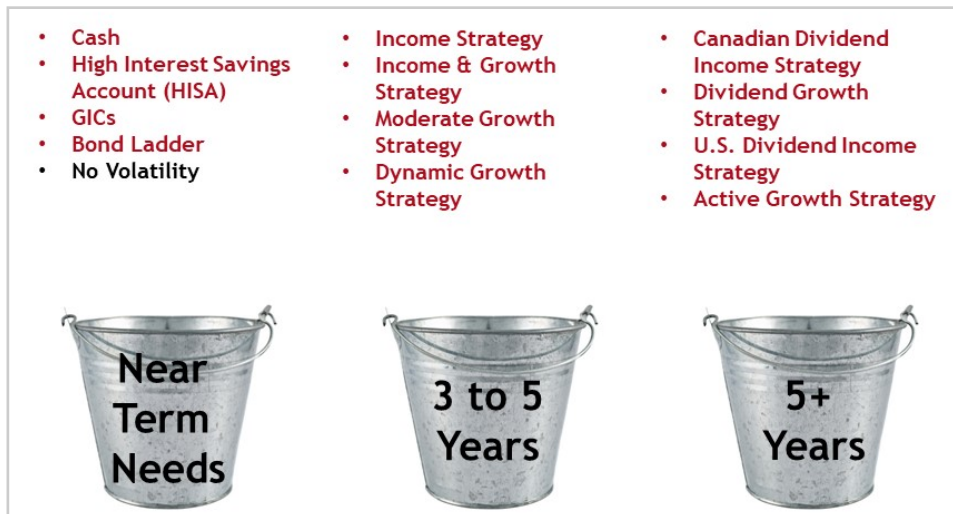 • Cash
• High Interest Savings
Account (HISA)
• GICs
• Bond Ladder
• No Volatility
• Income Strategy
• Income & Growth
Strategy
• Moderate Growth
Strategy
• Dynamic Growth
Strategy
• Canadian Dividend
Income Strategy
• Dividend Growth
Strategy
• U.S. Dividend Income
Strategy
• Active Growth Strategy
Near
Term
Needs
3 to 5
Years
5+
Years